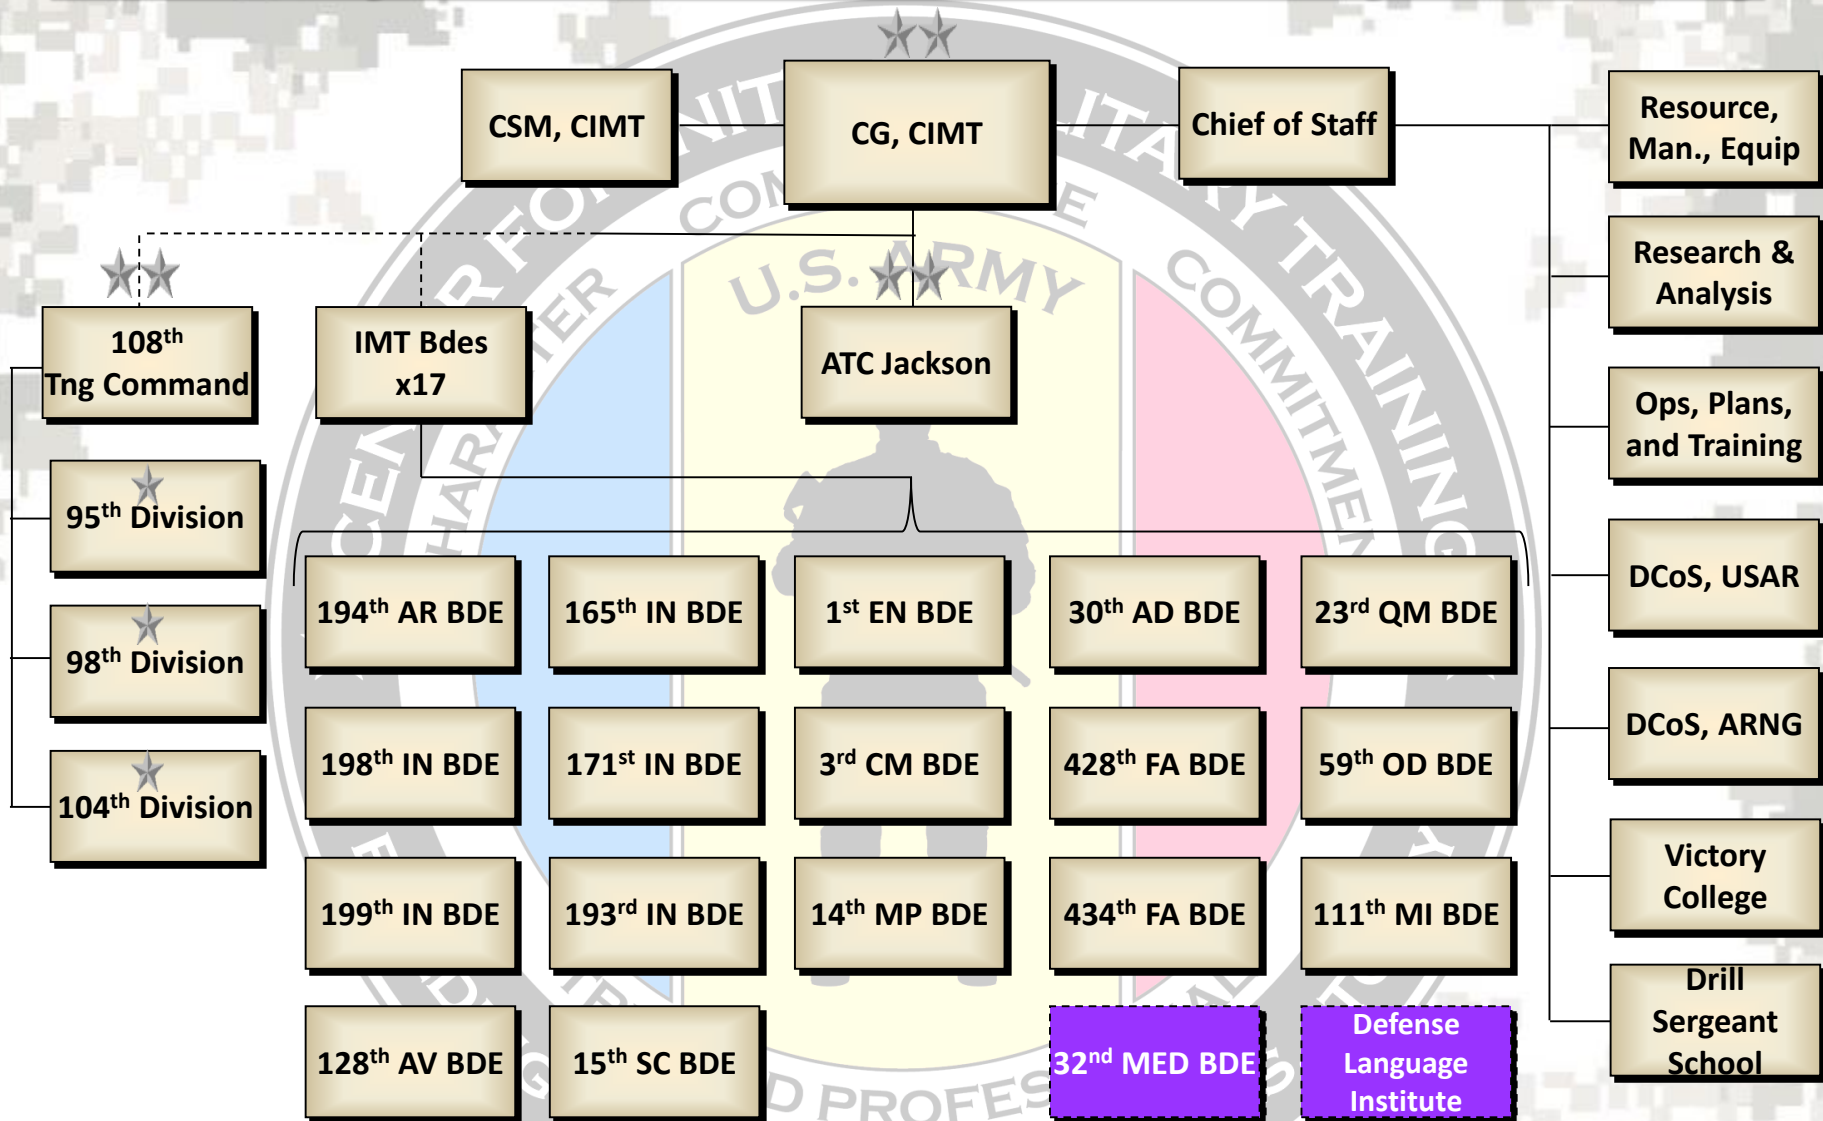 CSM, CIMT
CG, CIMT
Chief of Staff
Resource,
Man., Equip
Research &
Analysis
Ops, Plans,
and Training
DCoS, USAR
DCoS, ARNG
Victory
College
Drill
Sergeant
School
108th
Tng Command
IMT Bdes
x17
ATC Jackson
95th Division
98th Division
104th Division
194th AR BDE
165th IN BDE
1st EN BDE
30th AD BDE
23rd QM BDE
198th IN BDE
171st IN BDE
3rd CM BDE
428th FA BDE
59th OD BDE
199th IN BDE
193rd IN BDE
14th MP BDE
434th FA BDE
111th MI BDE
128th AV BDE
15th SC BDE
32nd MED BDE
Defense
Language
Institute
U.S. ARMY
COMMITMENT
MILITARY TRAINING